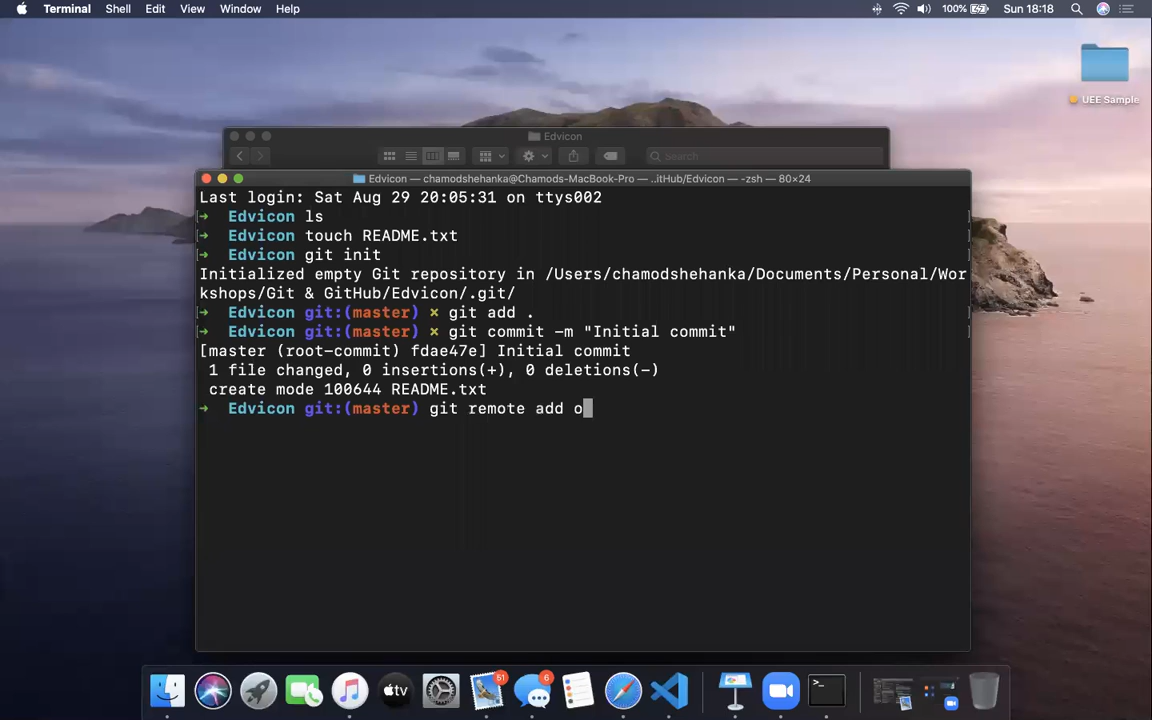 Terminal Shell Edit View Window Help 100% Sun 18:18
UEE Sample
Edvicon
Search
Edvicon — chamodshehanka@Chamods-MacBook-Pro — ..itHub/Edvicon — -zsh — 80×24
Last login: Sat Aug 29 20:05:31 on ttys002
→ Edvicon ls
→ Edvicon touch README.txt
→ Edvicon git init
Initialized empty Git repository in /Users/chamodshehanka/Documents/Personal/Wor
kshops/Git & GitHub/Edvicon/.git/
→ Edvicon git:(master) × git add .
→ Edvicon git:(master) × git commit -m "Initial commit"
[master (root-commit) fdae47e] Initial commit
1 file changed, 0 insertions(+), 0 deletions(-)
create mode 100644 README.txt
→ Edvicon git:(master) git remote add o
tv
51
6
>_